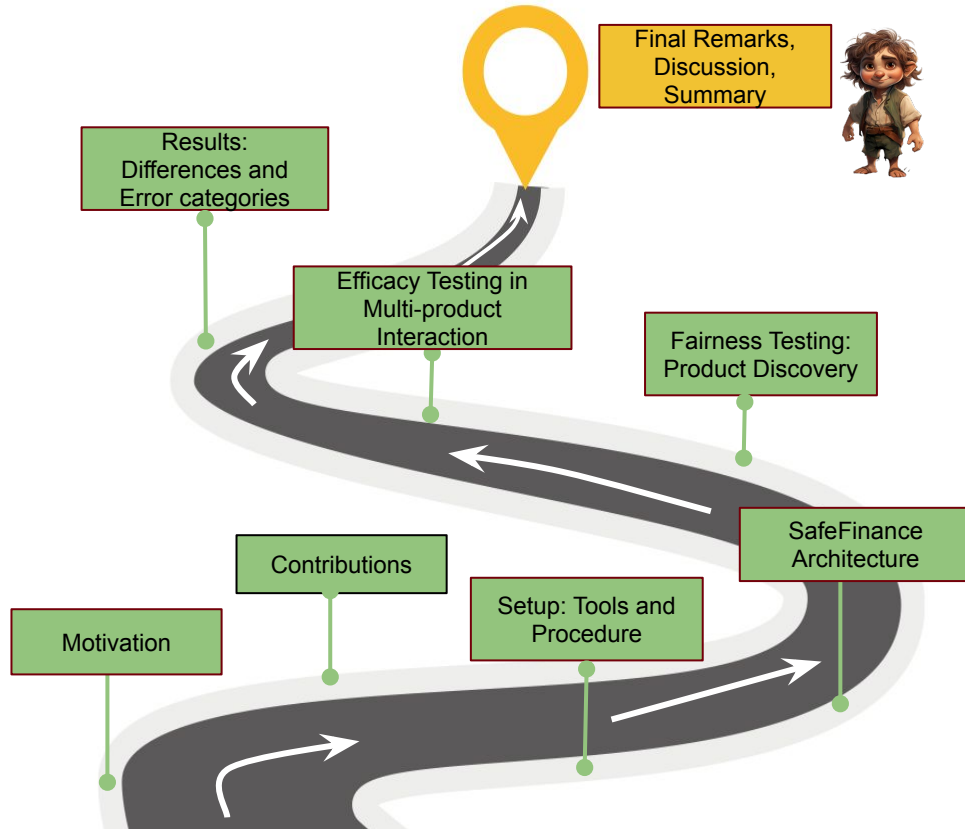 Final Remarks,
Discussion,
Summary
Results:
Differences and
Error categories
Efficacy Testing in
Multi-product
Interaction
Fairness Testing:
Product Discovery
SafeFinance
Architecture
Contributions
Setup: Tools and
Procedure
Motivation